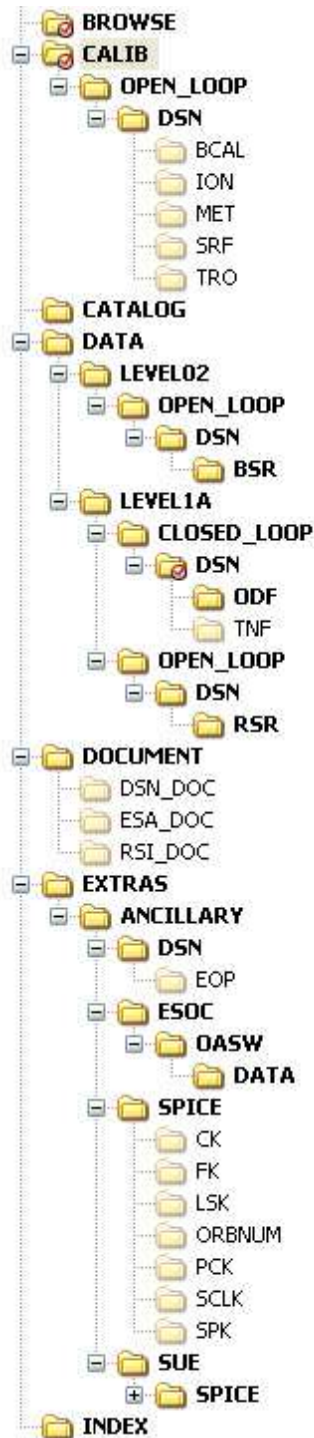 BROWSE
CALIB
OPEN_LOOP
DSN
BCAL
ION
MET
SRF
TRO
CATALOG
DATA
LEVEL02
OPEN_LOOP
DSN
BSR
LEVEL1A
CLOSED_LOOP
DSN
ODF
TNF
OPEN_LOOP
DSN
RSR
DOCUMENT
DSN_DOC
ESA_DOC
RSI_DOC
EXTRAS
ANCILLARY
DSN
EOP
ESOC
OASW
DATA
SPICE
CK
FK
LSK
ORBNUM
PCK
SCLK
SPK
SUE
SPICE
INDEX